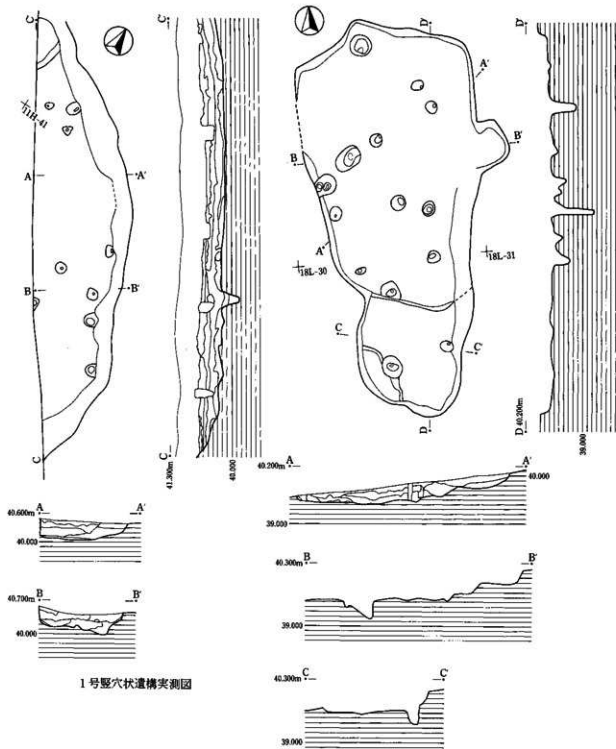 C
11H-41
A
A'
B
B'
C
C
C
41.300m
40.000
D'
A'
B
B'
A'
18L-30
18L-31
C
C'
D
D'
D
40.200m
39.000
A
A'
40.600m
40.000
B
B'
40.700m
40.000
1号竪穴状遺構実測図
A
A'
40.200m
40.000
39.000
B
B'
40.300m
39.000
C
C'
40.300m
39.000